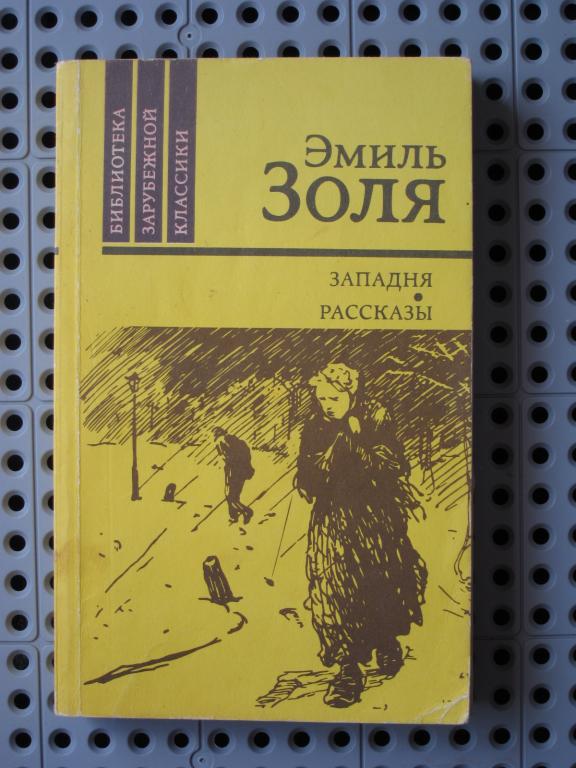 БИБЛИОТЕКА
ЗАРУБЕЖНОЙ
КЛАССИКИ
ЭМИЛЬ
ЗОЛЯ
ЗАПАДНЯ
•
РАССКАЗЫ